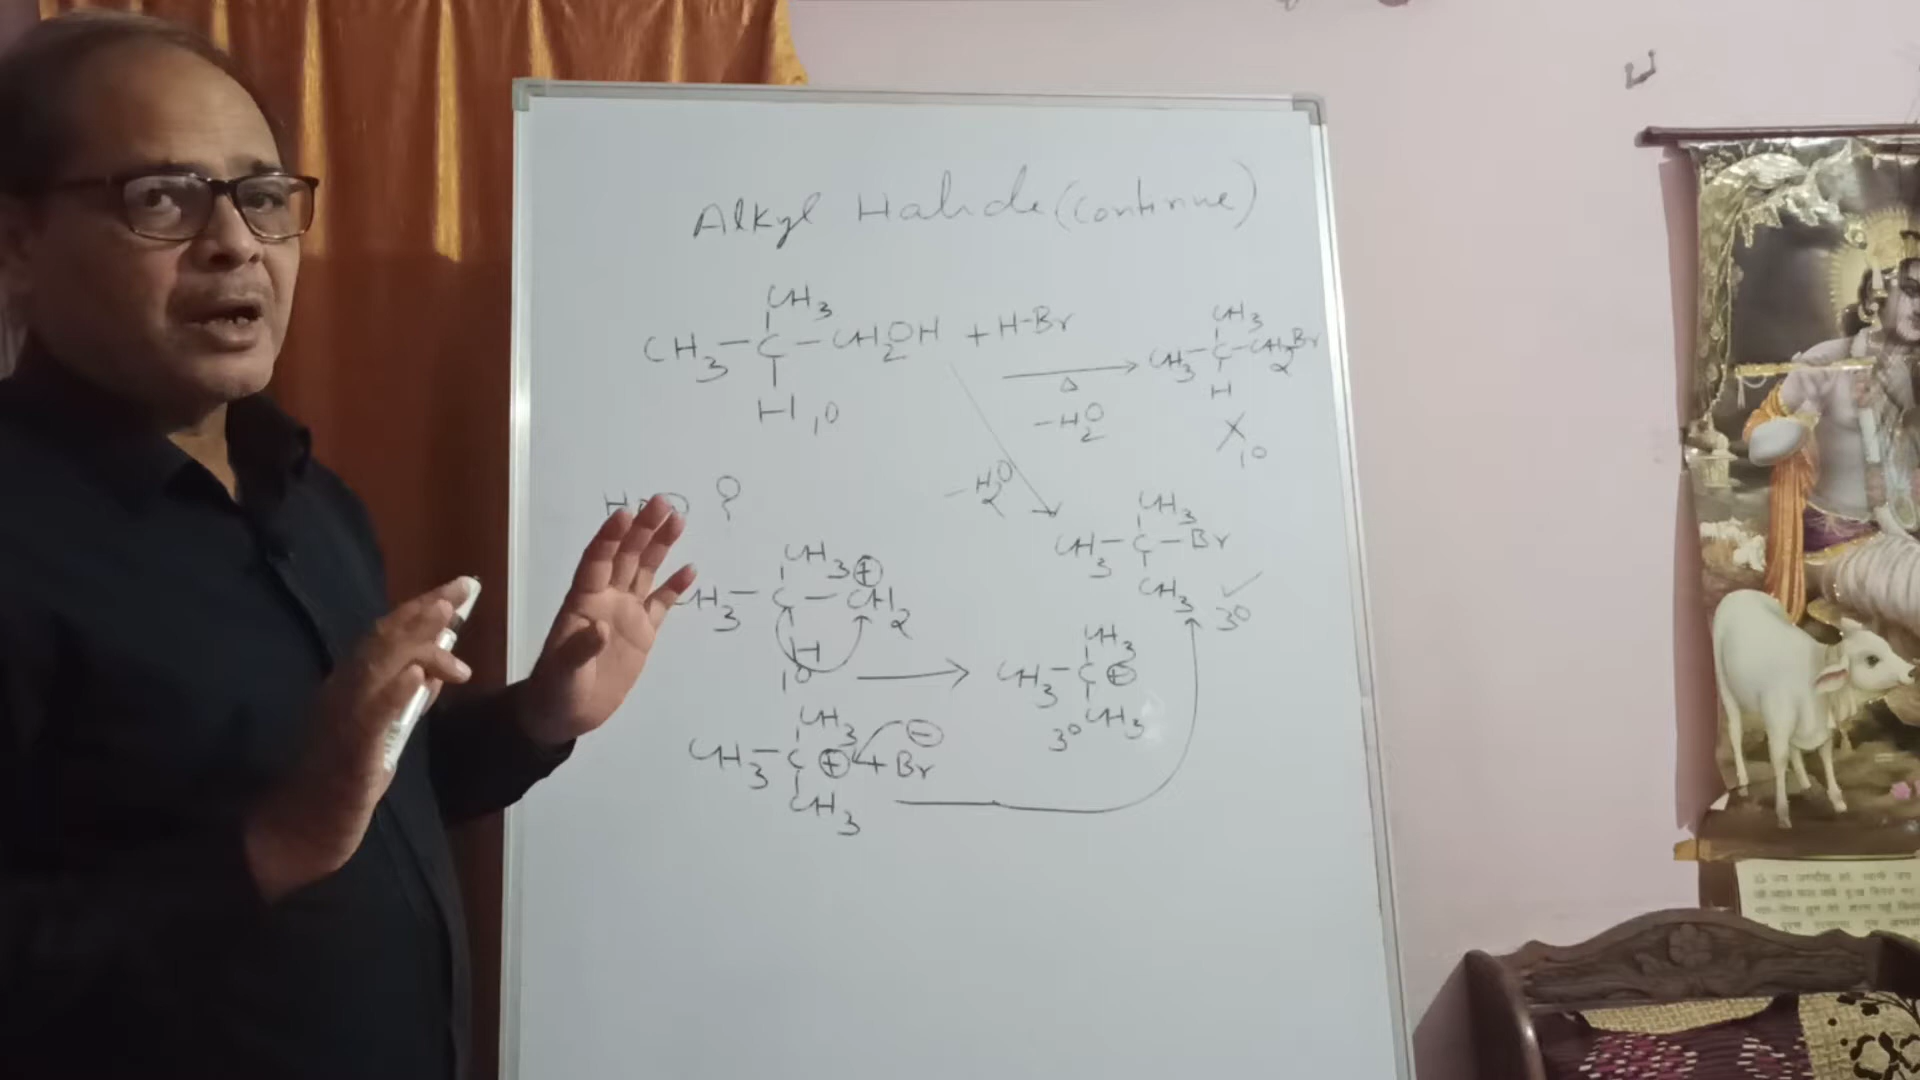 Alkyl Halide (continue)
CH3
CH3 – C – CH2OH + H-Br
H 1°
Δ
-H2O
CH3
CH3 – C – CH2Br
H
X
1°
-H2O
CH3
CH3 – C – Br
CH3
✓
3°
?
CH3 ⊕
CH3 – C – CH2
H
1°
CH3
CH3 – C ⊕
CH3
3°
CH3 ⊖
CH3 – C ⊕ + Br
CH3